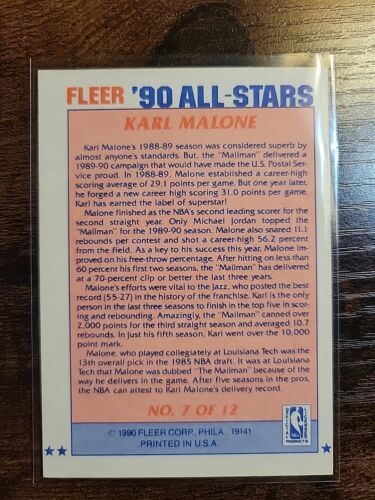 FLEER '90 ALL-STARS
KARL MALONE
Karl Malone's 1988-89 season was considered superb by
almost anyone's standards. But, the "Mailman" delivered a
1989-90 campaign that would have made the U.S. Postal Ser-
vice proud. In 1988-89, Malone established a career-high
scoring average of 29.1 points per game. But one year later,
he forged a new career high scoring 31.0 points per game.
Karl has earned the label of superstar!
Malone finished as the NBA's second leading scorer for the
second straight year. Only Michael Jordan topped the
"Mailman" for the 1989-90 season. Malone also snared 11.1
rebounds per contest and shot a career-high 56.2 percent
from the field. As a key to his success this year, Malone im-
proved on his free-throw percentage. After hitting on less than
60 percent his first two seasons, the "Mailman" has delivered
at a 70-percent clip or better the last three years.
Malone's efforts were vital to the Jazz, who posted the best
record (55-27) in the history of the franchise. Karl is the only
person in the last three seasons to finish in the top five in scor-
ing and rebounding. Amazingly, the "Mailman" canned over
2,000 points for the third straight season and averaged 10.7
rebounds. In just his fifth season, Karl went over the 10,000
point mark.
Malone, who played collegiately at Louisiana Tech was the
13th overall pick in the 1985 NBA draft. It was at Louisiana
Tech that Malone was dubbed "The Mailman" because of the
way he delivers in the game. After five seasons in the pros,
the NBA can attest to Karl Malone's delivery record.
NO. 7 OF 12
© 1990 FLEER CORP., PHILA., 19141
PRINTED IN U.S.A.
OFFICIAL
LICENSED
NBA
PRODUCTS